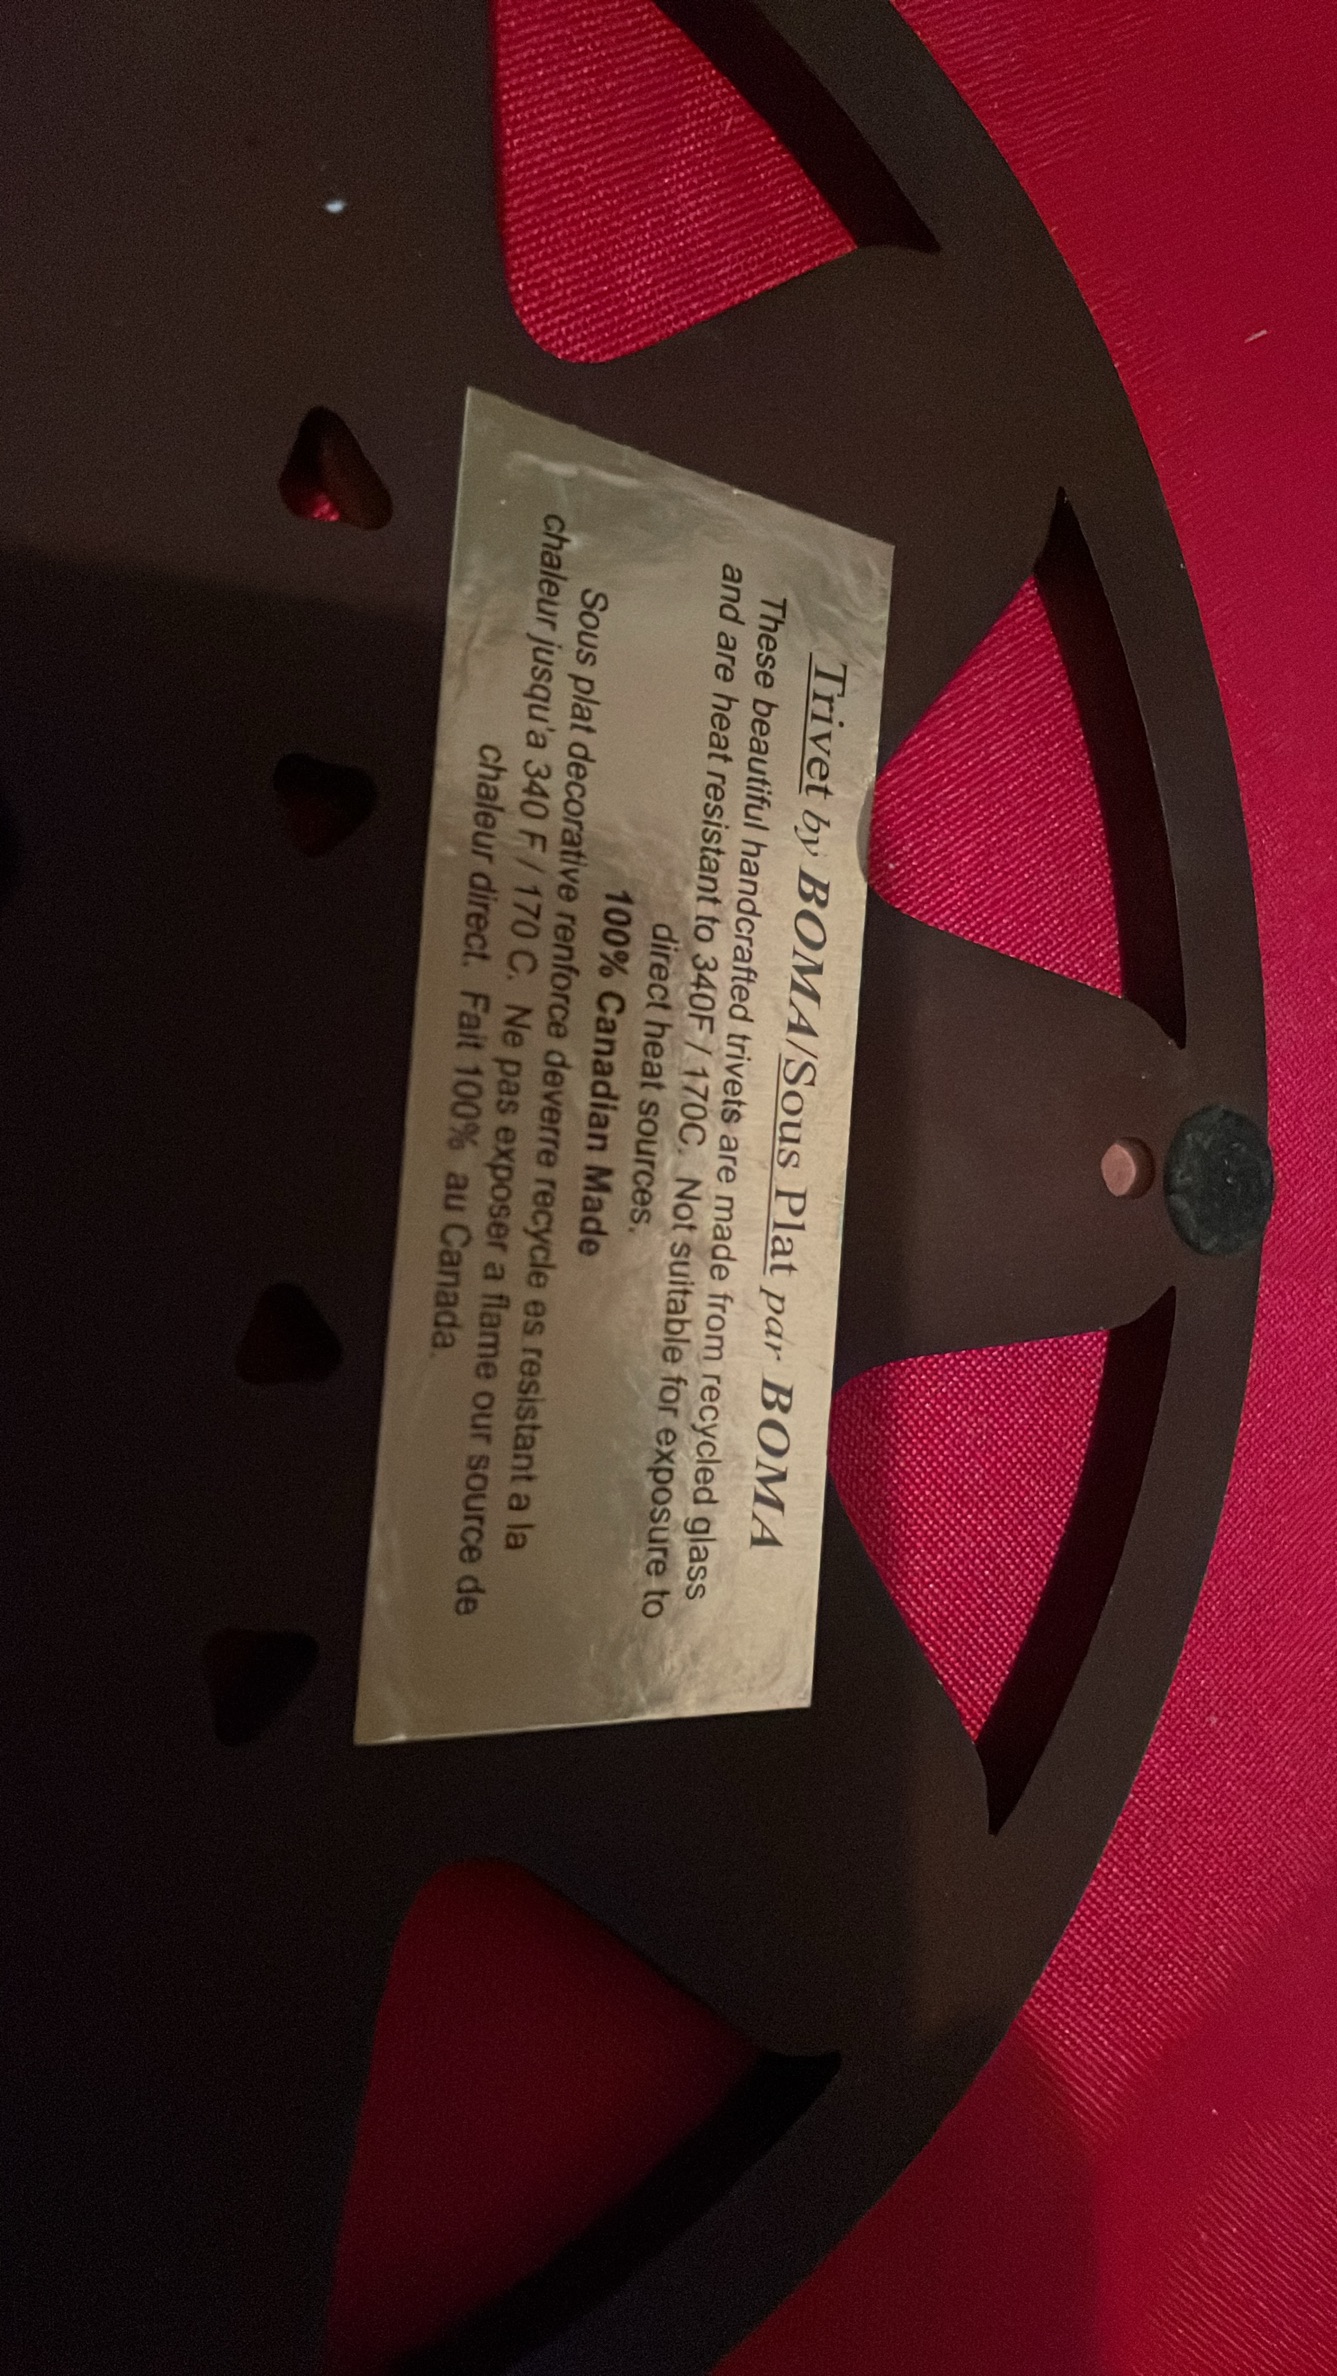 Trivet by BOMA/Sous Plat par BOMA
These beautiful handcrafted trivets are made from recycled glass
and are heat resistant to 340F / 170C. Not suitable for exposure to
direct heat sources.
100% Canadian Made
Sous plat decorative renforce deverre recycle es resistant a la
chaleur jusqu'a 340 F / 170 C. Ne pas exposer a flame our source de
chaleur direct. Fait 100% au Canada.